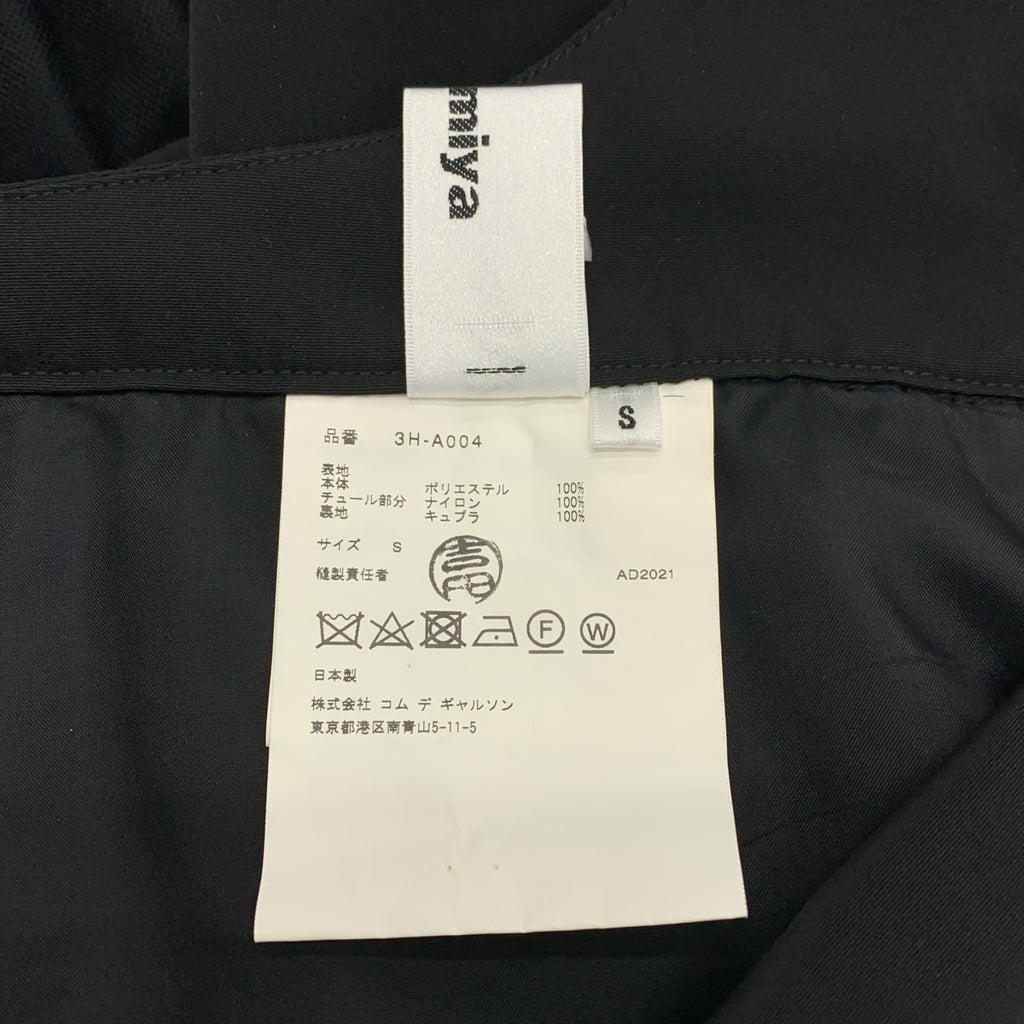 miya
S
品番 3H-A004
表地
本体 ポリエステル 100%
チュール部分 ナイロン 100%
裏地 キュプラ 100%
サイズ S
縫製責任者 AD2021
F W
日本製
株式会社 コム デ ギャルソン
東京都港区南青山5-11-5